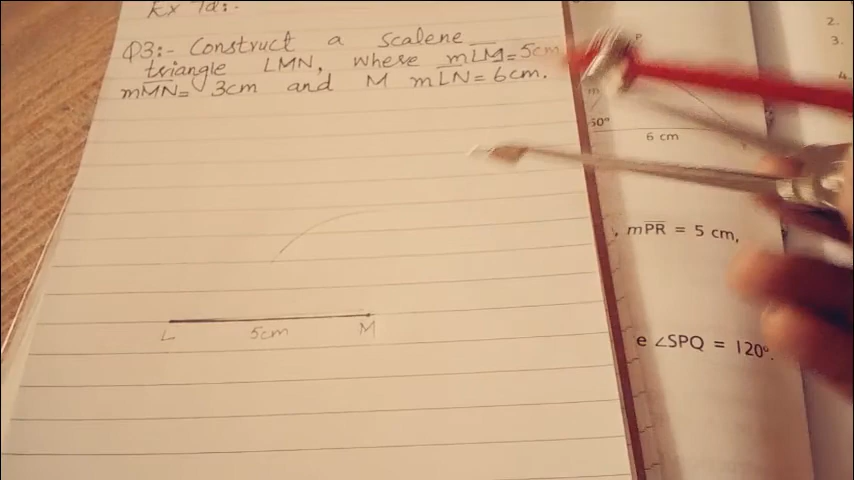 Ex 7d:-
Q3:- Construct a scalene
triangle LMN, where mLM=5cm
mMN= 3cm and M mLN= 6cm.
L 5cm M
P
m
50°
6 cm
, mPR = 5 cm,
e ∠SPQ = 120°.
2.
3.
4.